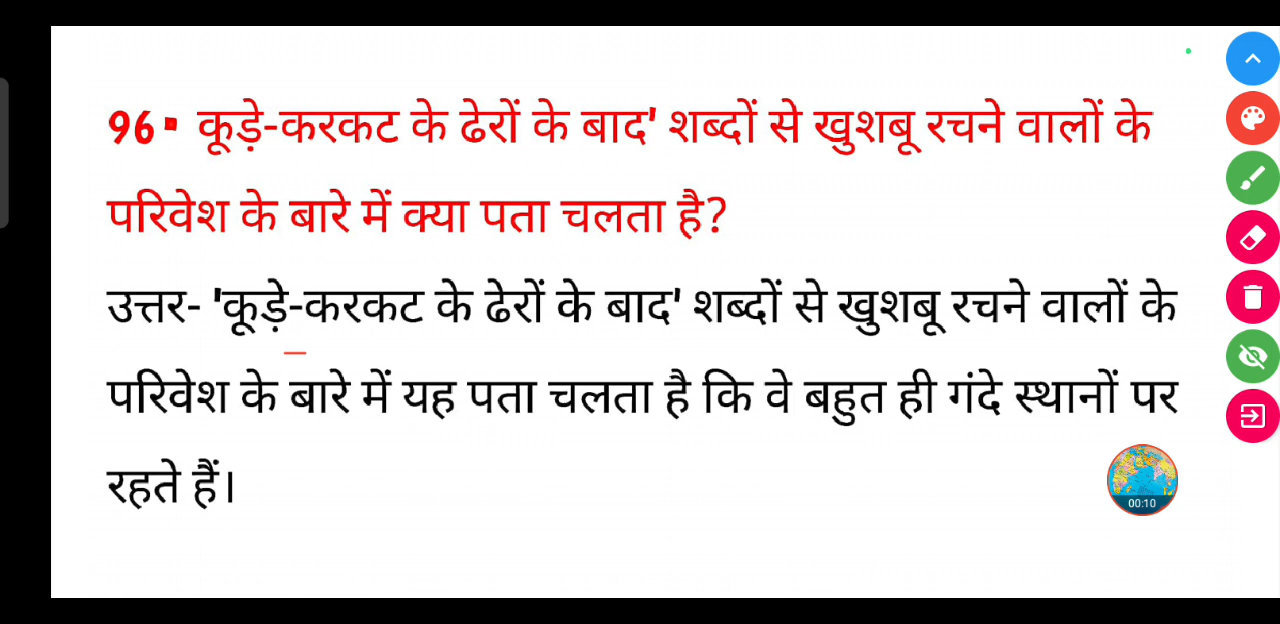 96▪ कूड़े-करकट के ढेरों के बाद' शब्दों से खुशबू रचने वालों के
परिवेश के बारे में क्या पता चलता है?
उत्तर- 'कूड़े-करकट के ढेरों के बाद' शब्दों से खुशबू रचने वालों के
परिवेश के बारे में यह पता चलता है कि वे बहुत ही गंदे स्थानों पर
रहते हैं।
00:10